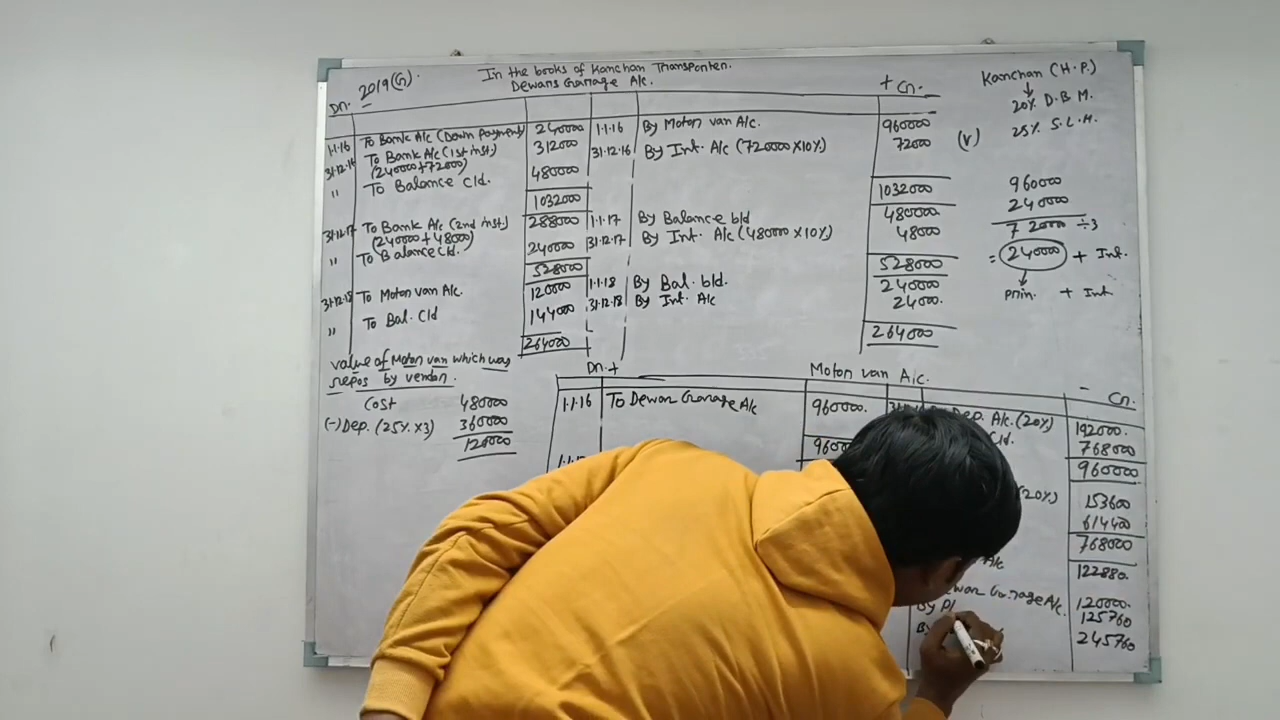 2019(G).
In the books of Kanchan Transporter.
Dewans Garage A/c.
Dr. + Cr.
1.1.16 To Bank A/c (Down Payment) 240000 1.1.16 By Motor van A/c. 960000
31.12.16 To Bank A/c (1st inst) 312000 31.12.16 By Int. A/c (720000 x 10%) 72000
(240000+72000)
" To Balance c/d. 480000
1032000 1032000
31.12.17 To Bank A/c (2nd inst) 288000 1.1.17 By Balance b/d 480000
(240000+48000) 31.12.17 By Int. A/c (480000 x 10%) 48000
" To Balance c/d. 240000
528000 528000
31.12.18 To Motor van A/c. 120000 1.1.18 By Bal. b/d. 240000
" To Bal. c/d 144000 31.12.18 By Int. A/c 24000.
264000 264000
Kanchan (H.P.)
20% D.B.M.
(V) 25% S.L.M.
960000
240000
720000 ÷3
= 240000 + Int.
Prin. + Int
value of Motor van which was
repos by vendor.
Cost 480000
(-) Dep. (25% x 3) 360000
120000
Motor van A/c.
Dr. + - Cr.
1.1.16 To Dewan Garage A/c 960000. Dep. A/c. (20%) 192000.
c/d. 768000
960000
(20%) 153600
614400
768000
A/c 122880.
Dewan Garage A/c. 120000.
By P/ 125760
By 245760